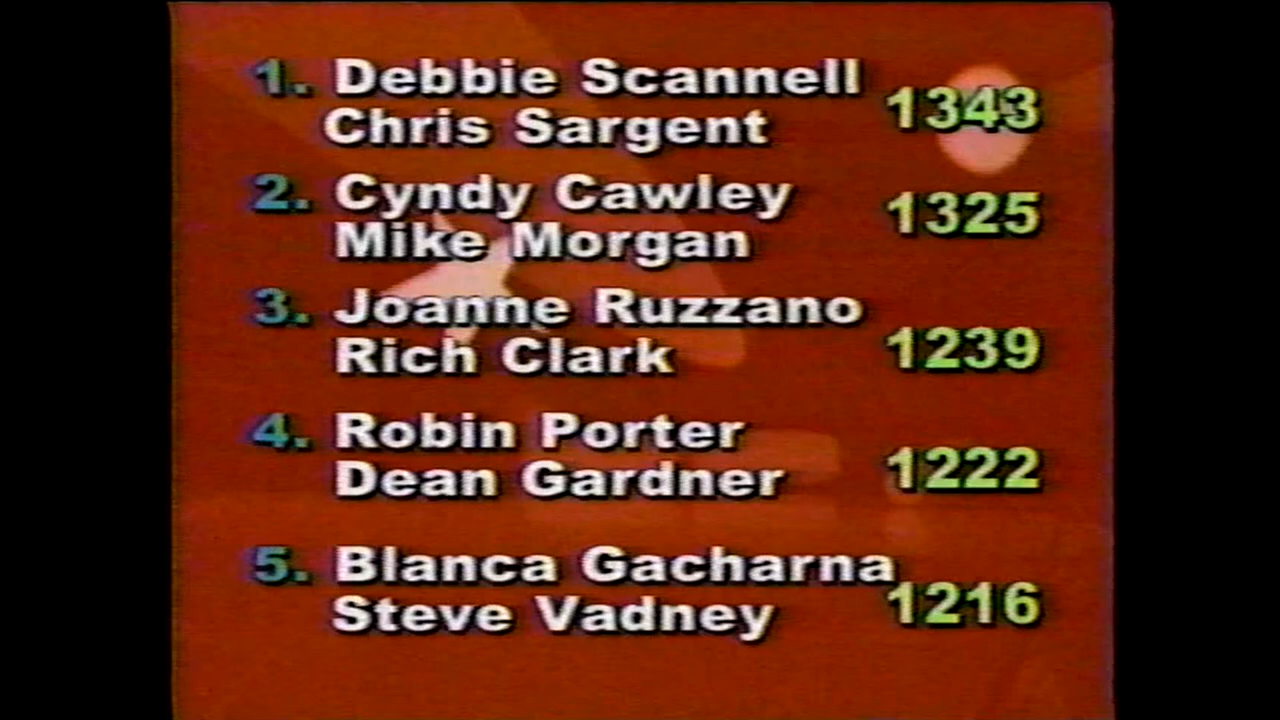 1. Debbie Scannell
Chris Sargent 1343
2. Cyndy Cawley
Mike Morgan 1325
3. Joanne Ruzzano
Rich Clark 1239
4. Robin Porter
Dean Gardner 1222
5. Blanca Gacharna
Steve Vadney 1216